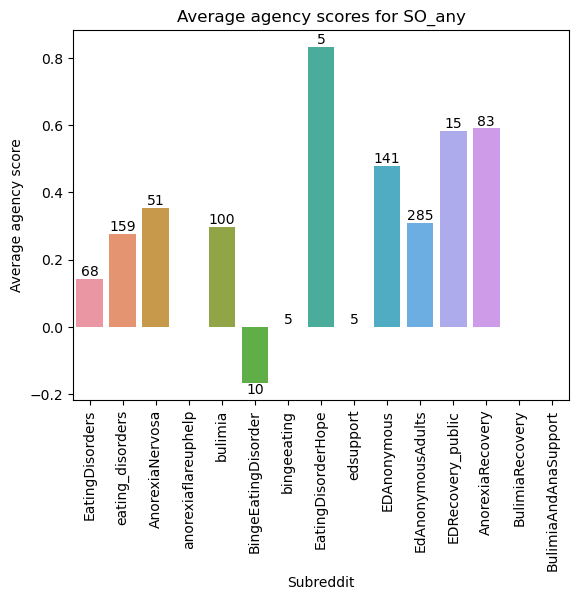 Average agency scores for SO_any
Average agency score
0.8
0.6
0.4
0.2
0.0
−0.2
68
159
51
100
10
5
5
5
141
285
15
83
EatingDisorders
eating_disorders
AnorexiaNervosa
anorexiaflareuphelp
bulimia
BingeEatingDisorder
bingeeating
EatingDisorderHope
edsupport
EDAnonymous
EdAnonymousAdults
EDRecovery_public
AnorexiaRecovery
BulimiaRecovery
BulimiaAndAnaSupport
Subreddit